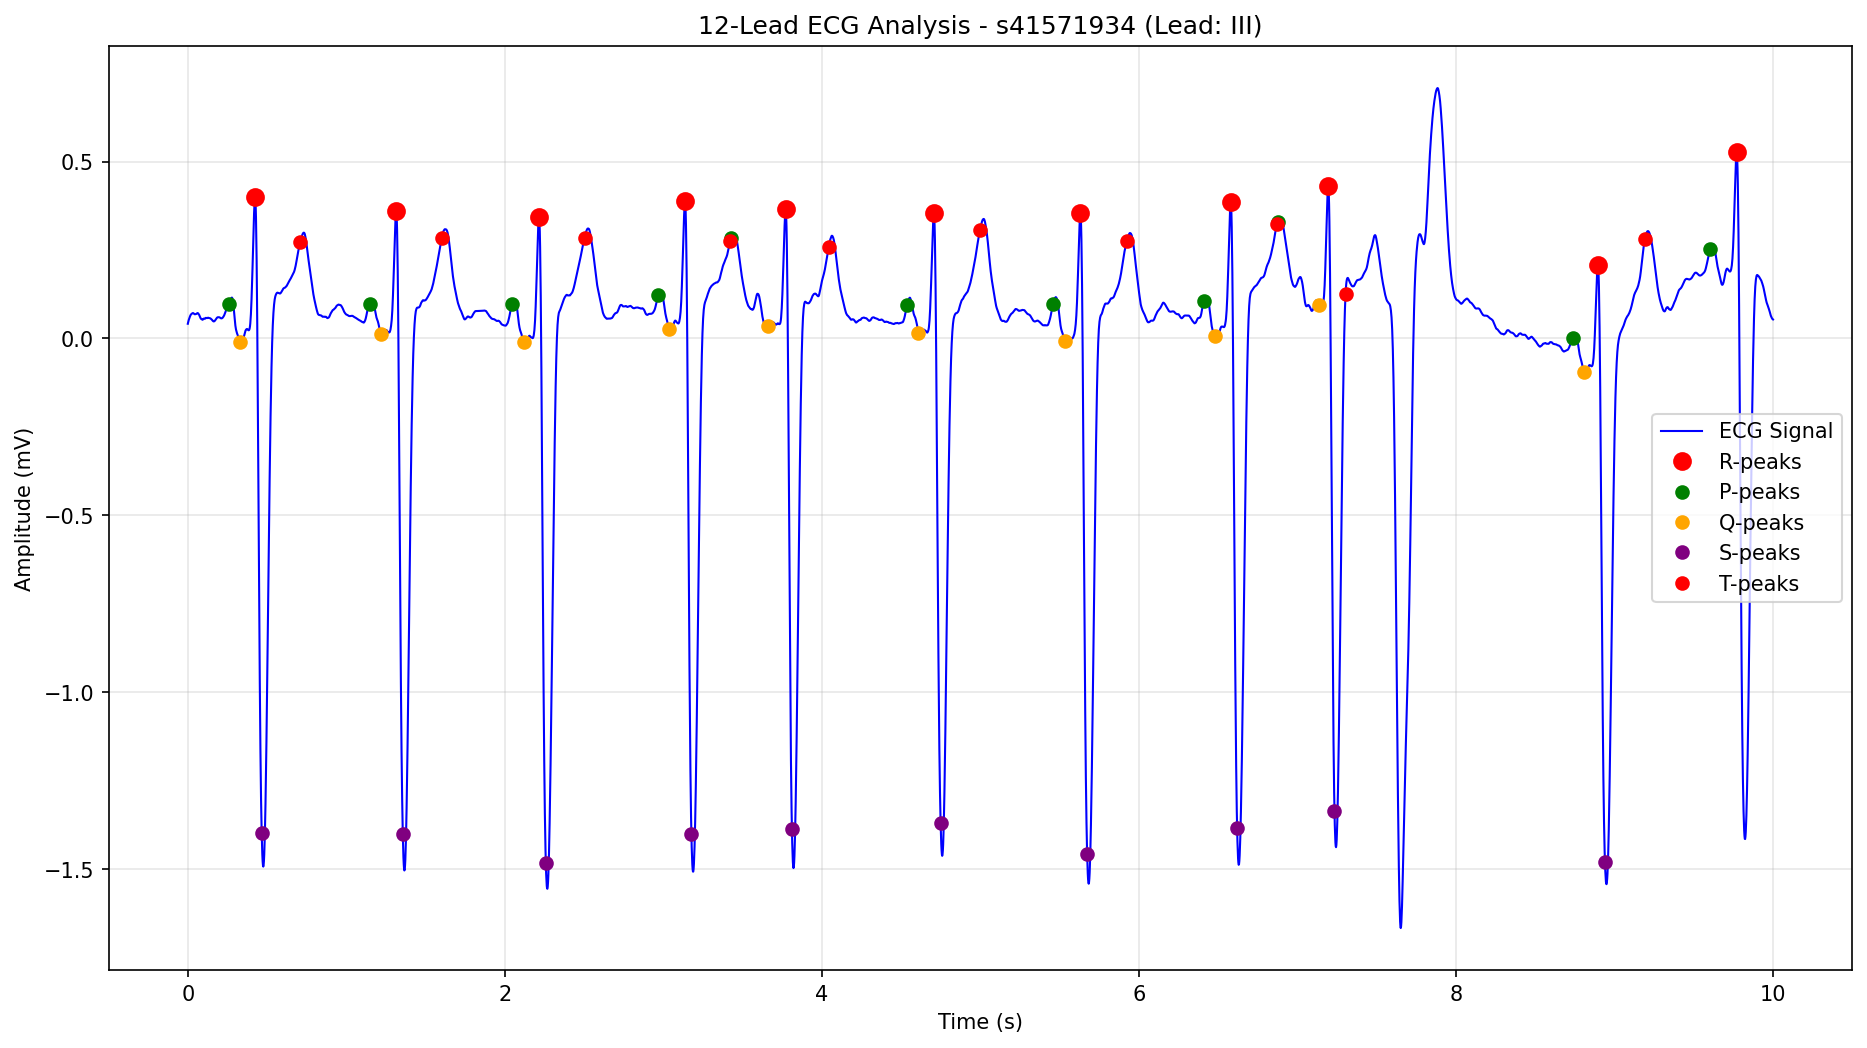 12-Lead ECG Analysis - s41571934 (Lead: III)
Amplitude (mV)
0.5
0.0
−0.5
−1.0
−1.5
ECG Signal
R-peaks
P-peaks
Q-peaks
S-peaks
T-peaks
0 2 4 6 8 10
Time (s)